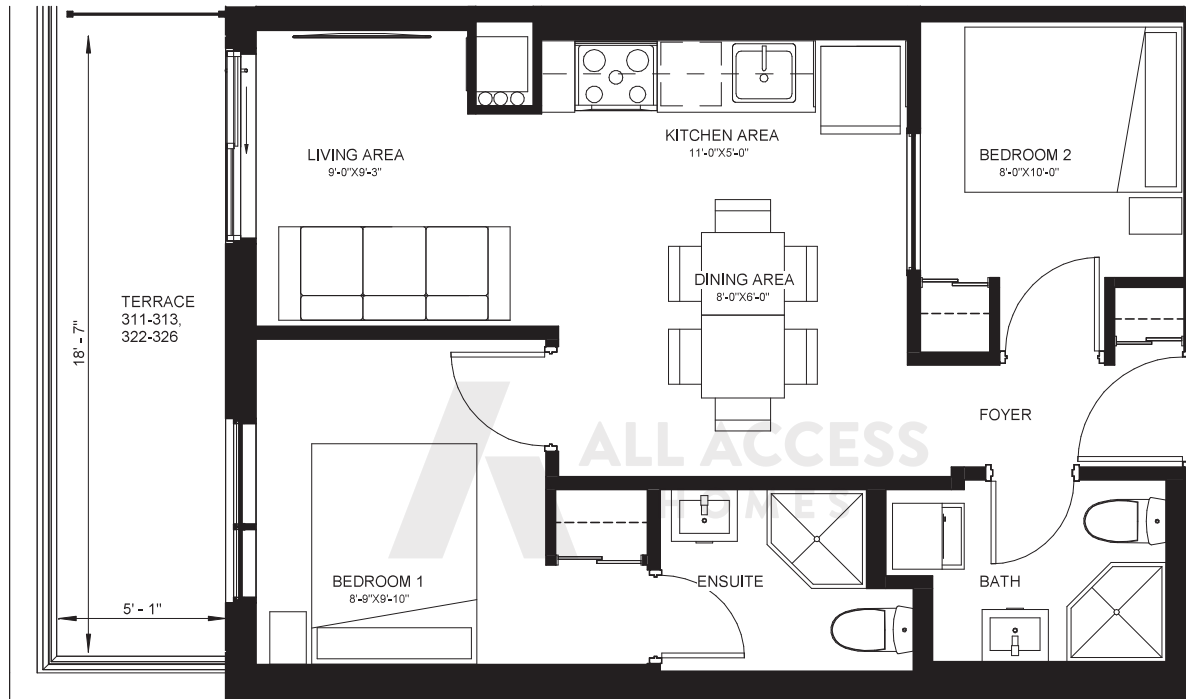 LIVING AREA
9'-0"X9'-3"
KITCHEN AREA
11'-0"X5'-0"
BEDROOM 2
8'-0"X10'-0"
DINING AREA
8'-0"X6'-0"
TERRACE
311-313,
322-326
18' - 7"
5' - 1"
FOYER
ALL ACCESS
HOMES
BEDROOM 1
8'-9"X9'-10"
ENSUITE
BATH